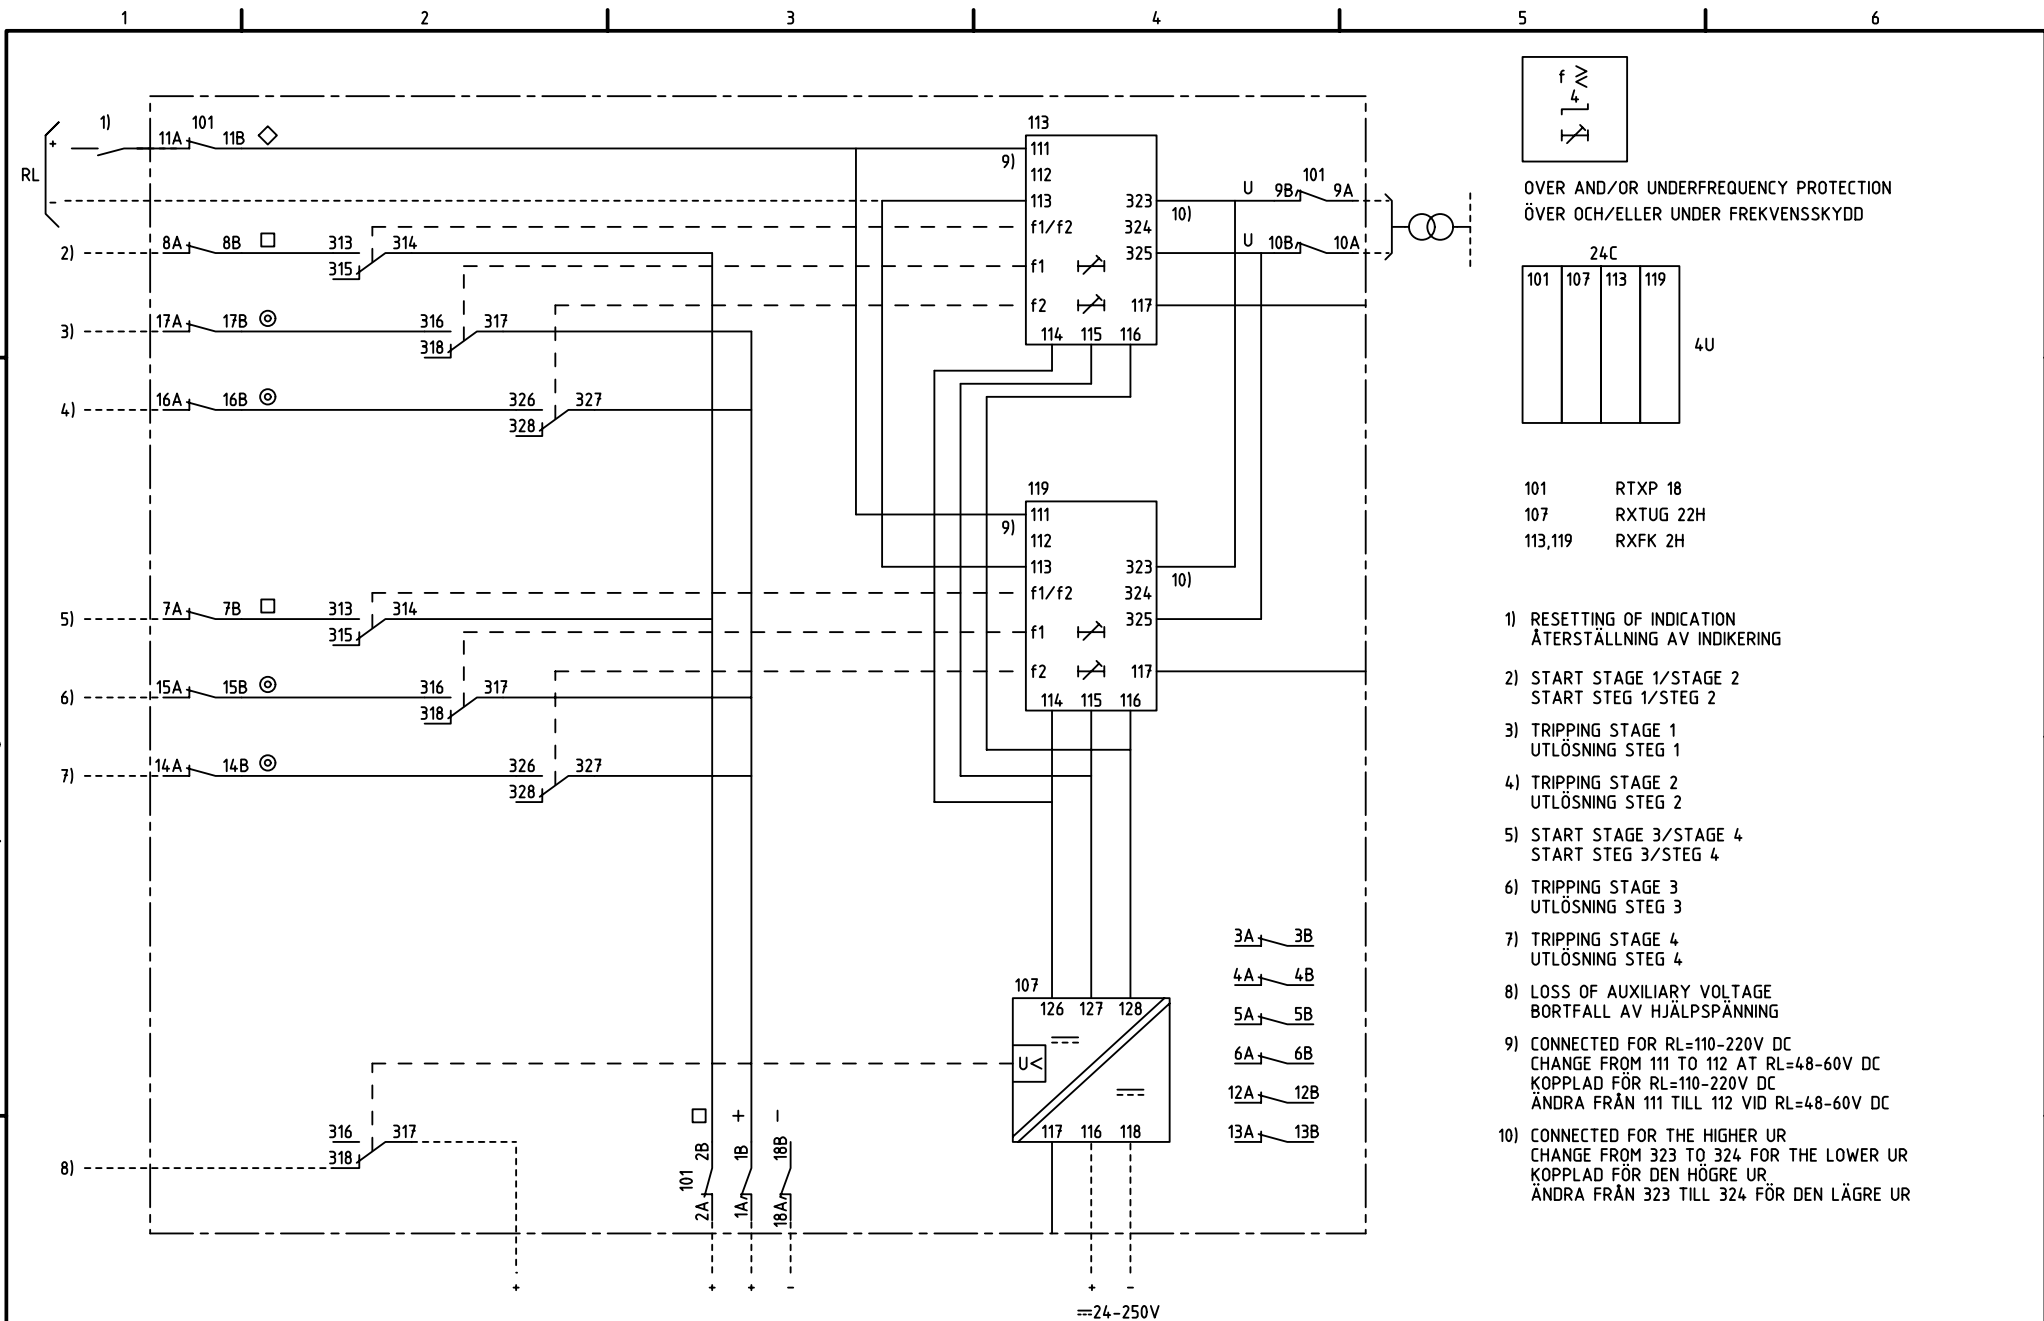 1 2 3 4 5 6
f ≷
4
OVER AND/OR UNDERFREQUENCY PROTECTION
ÖVER OCH/ELLER UNDER FREKVENSSKYDD
24C
101 107 113 119
4U
101 RTXP 18
107 RXTUG 22H
113,119 RXFK 2H
1) RESETTING OF INDICATION
ÅTERSTÄLLNING AV INDIKERING
2) START STAGE 1/STAGE 2
START STEG 1/STEG 2
3) TRIPPING STAGE 1
UTLÖSNING STEG 1
4) TRIPPING STAGE 2
UTLÖSNING STEG 2
5) START STAGE 3/STAGE 4
START STEG 3/STEG 4
6) TRIPPING STAGE 3
UTLÖSNING STEG 3
7) TRIPPING STAGE 4
UTLÖSNING STEG 4
8) LOSS OF AUXILIARY VOLTAGE
BORTFALL AV HJÄLPSPÄNNING
9) CONNECTED FOR RL=110-220V DC
CHANGE FROM 111 TO 112 AT RL=48-60V DC
KOPPLAD FÖR RL=110-220V DC
ÄNDRA FRÅN 111 TILL 112 VID RL=48-60V DC
10) CONNECTED FOR THE HIGHER UR
CHANGE FROM 323 TO 324 FOR THE LOWER UR
KOPPLAD FÖR DEN HÖGRE UR
ÄNDRA FRÅN 323 TILL 324 FÖR DEN LÄGRE UR
RL + -
1) 11A 101 11B
2) 8A 8B 313 314
315
3) 17A 17B 316 317
318
4) 16A 16B 326 327
328
5) 7A 7B 313 314
315
6) 15A 15B 316 317
318
7) 14A 14B 326 327
328
8) 316 317
318
113
9) 111
112
113 323 10)
f1/f2 324
325
f1
f2 117
114 115 116
U 9B 101 9A
U 10B 10A
119
9) 111
112
113 323 10)
f1/f2 324
325
f1
f2 117
114 115 116
107
126 127 128
U<
117 116 118
3A 3B
4A 4B
5A 5B
6A 6B
12A 12B
13A 13B
+ -
2B 1B 18B
101
2A 1A 18A
+ + + - + -
⎓24-250V